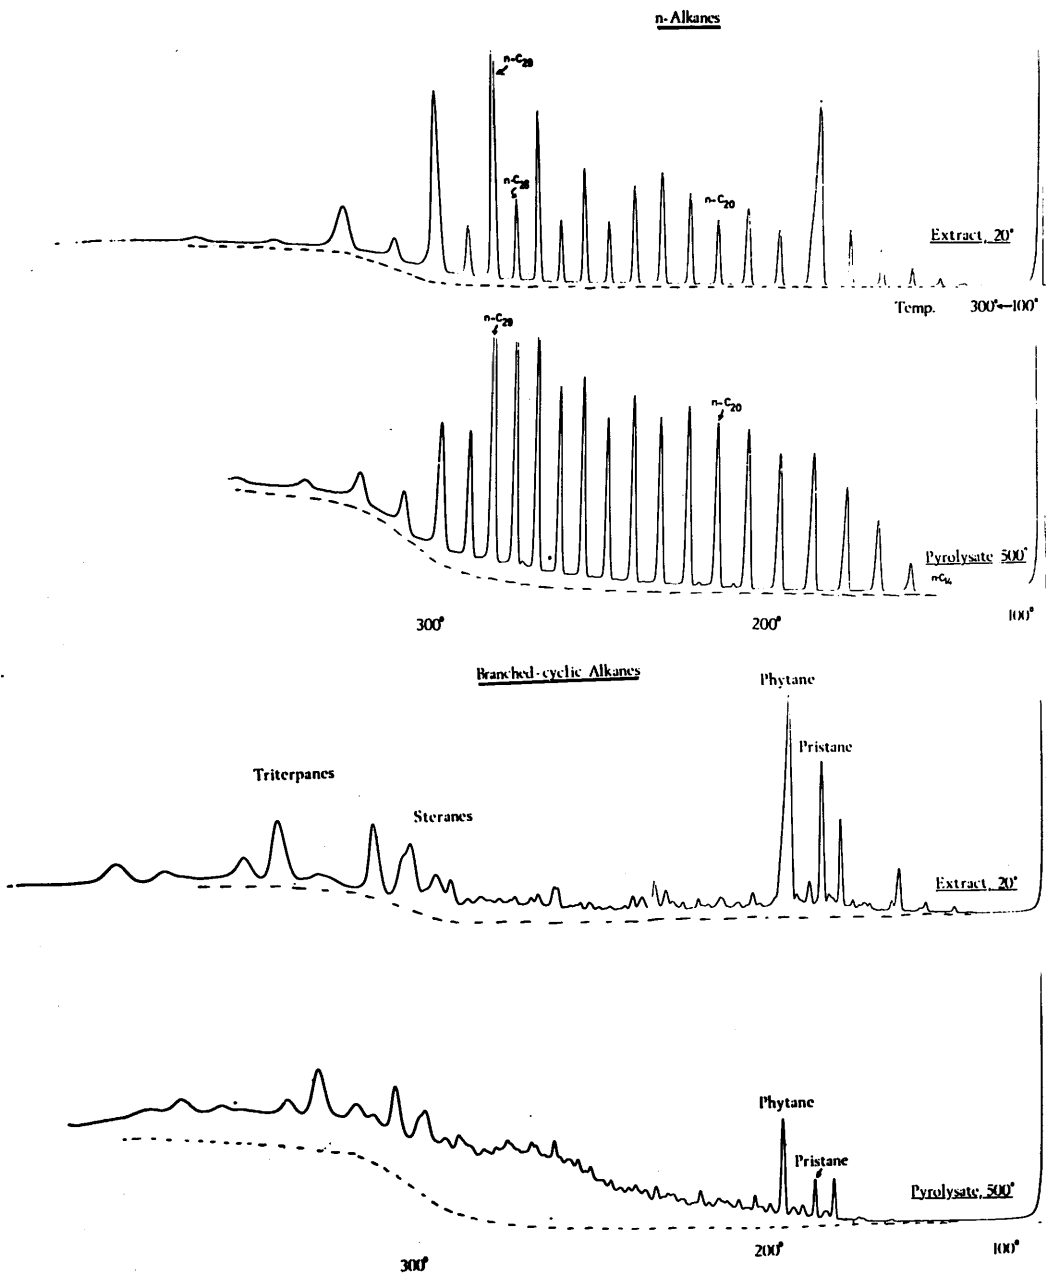 n-Alkanes
n-C₂₉
n-C₂₈
n-C₂₀
Extract, 20°
Temp. 300°←100°
n-C₂₉
n-C₂₀
Pyrolysate 500°
n-C₁₄
300° 200° 100°
Branched-cyclic Alkanes
Phytane
Pristane
Triterpanes
Steranes
Extract, 20°
Phytane
Pristane
Pyrolysate, 500°
300° 200° 100°